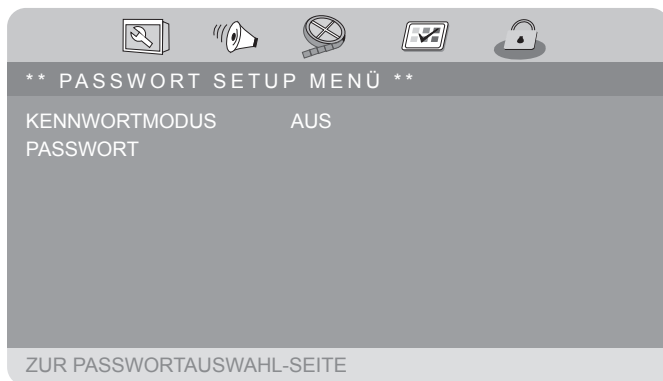 ** PASSWORT SETUP MENÜ **
KENNWORTMODUS AUS
PASSWORT
ZUR PASSWORTAUSWAHL-SEITE